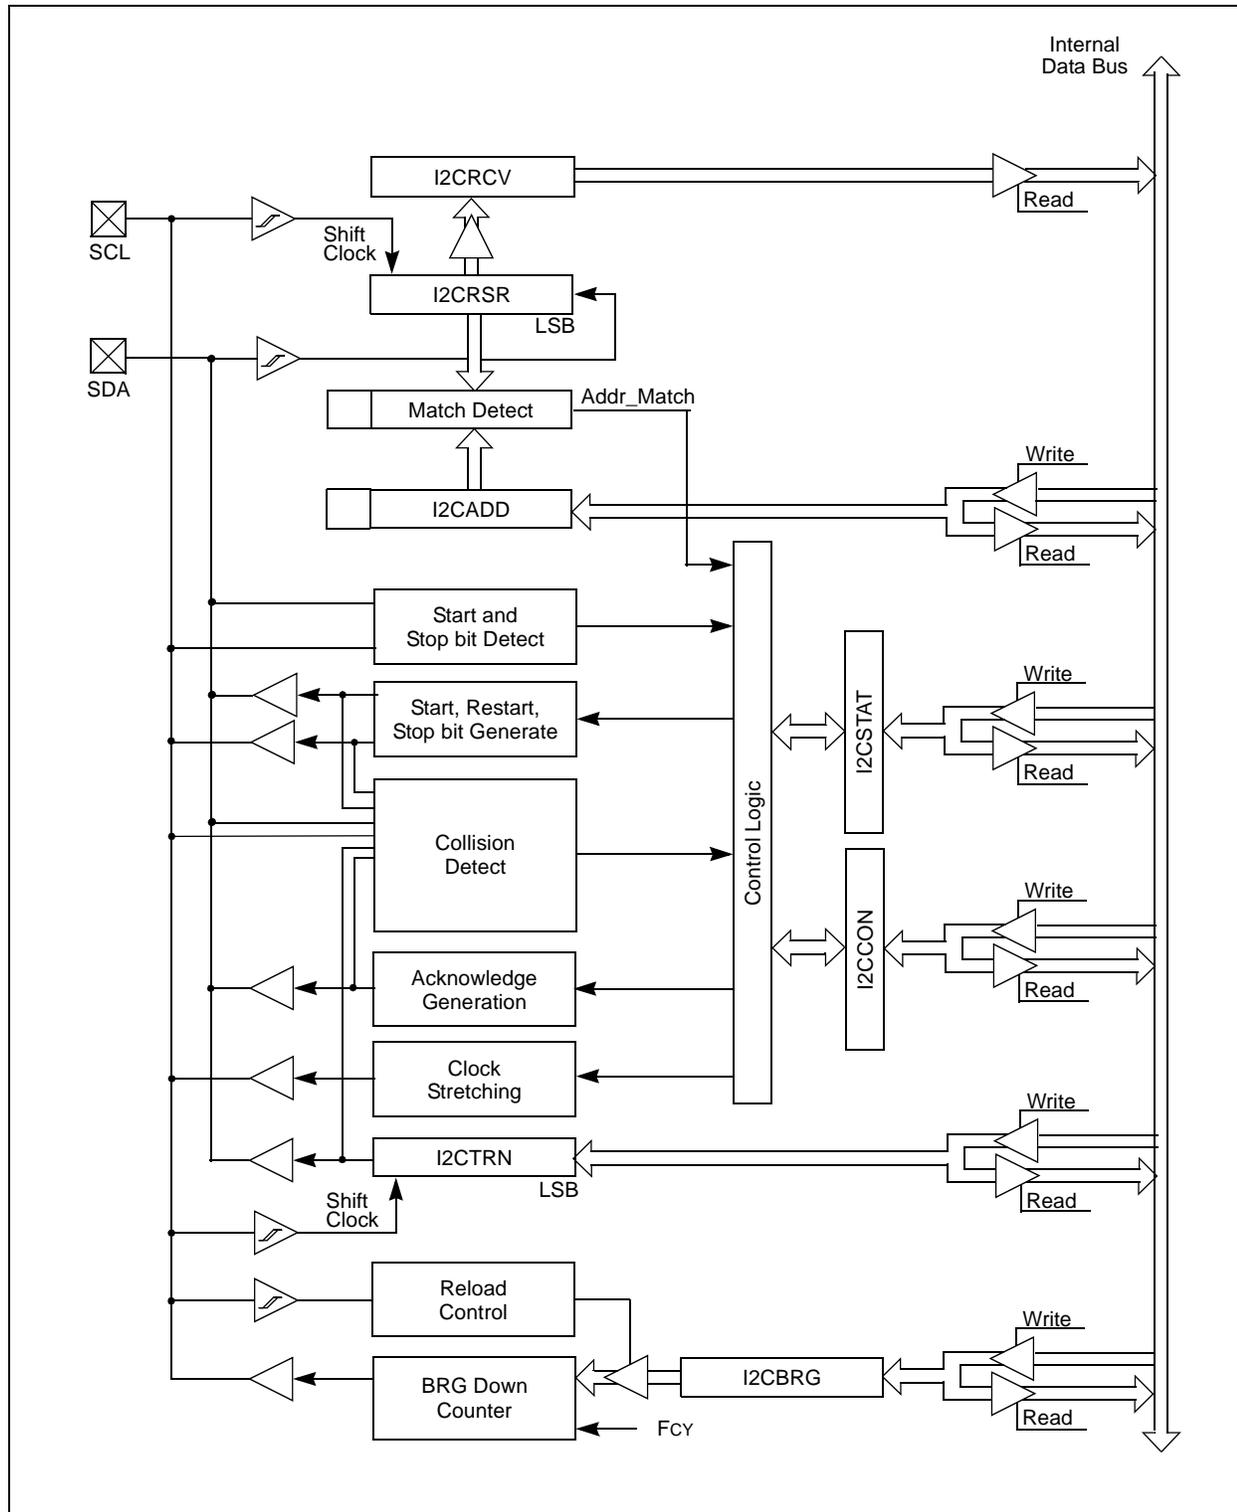 Internal
Data Bus
I2CRCV
Read
SCL
Shift
Clock
I2CRSR
LSB
SDA
Match Detect
Addr_Match
Write
I2CADD
Read
Start and
Stop bit Detect
Start, Restart,
Stop bit Generate
Write
I2CSTAT
Read
Collision
Detect
Control Logic
Write
I2CCON
Read
Acknowledge
Generation
Clock
Stretching
Write
I2CTRN
LSB
Read
Shift
Clock
Reload
Control
Write
I2CBRG
BRG Down
Counter
Read
FCY